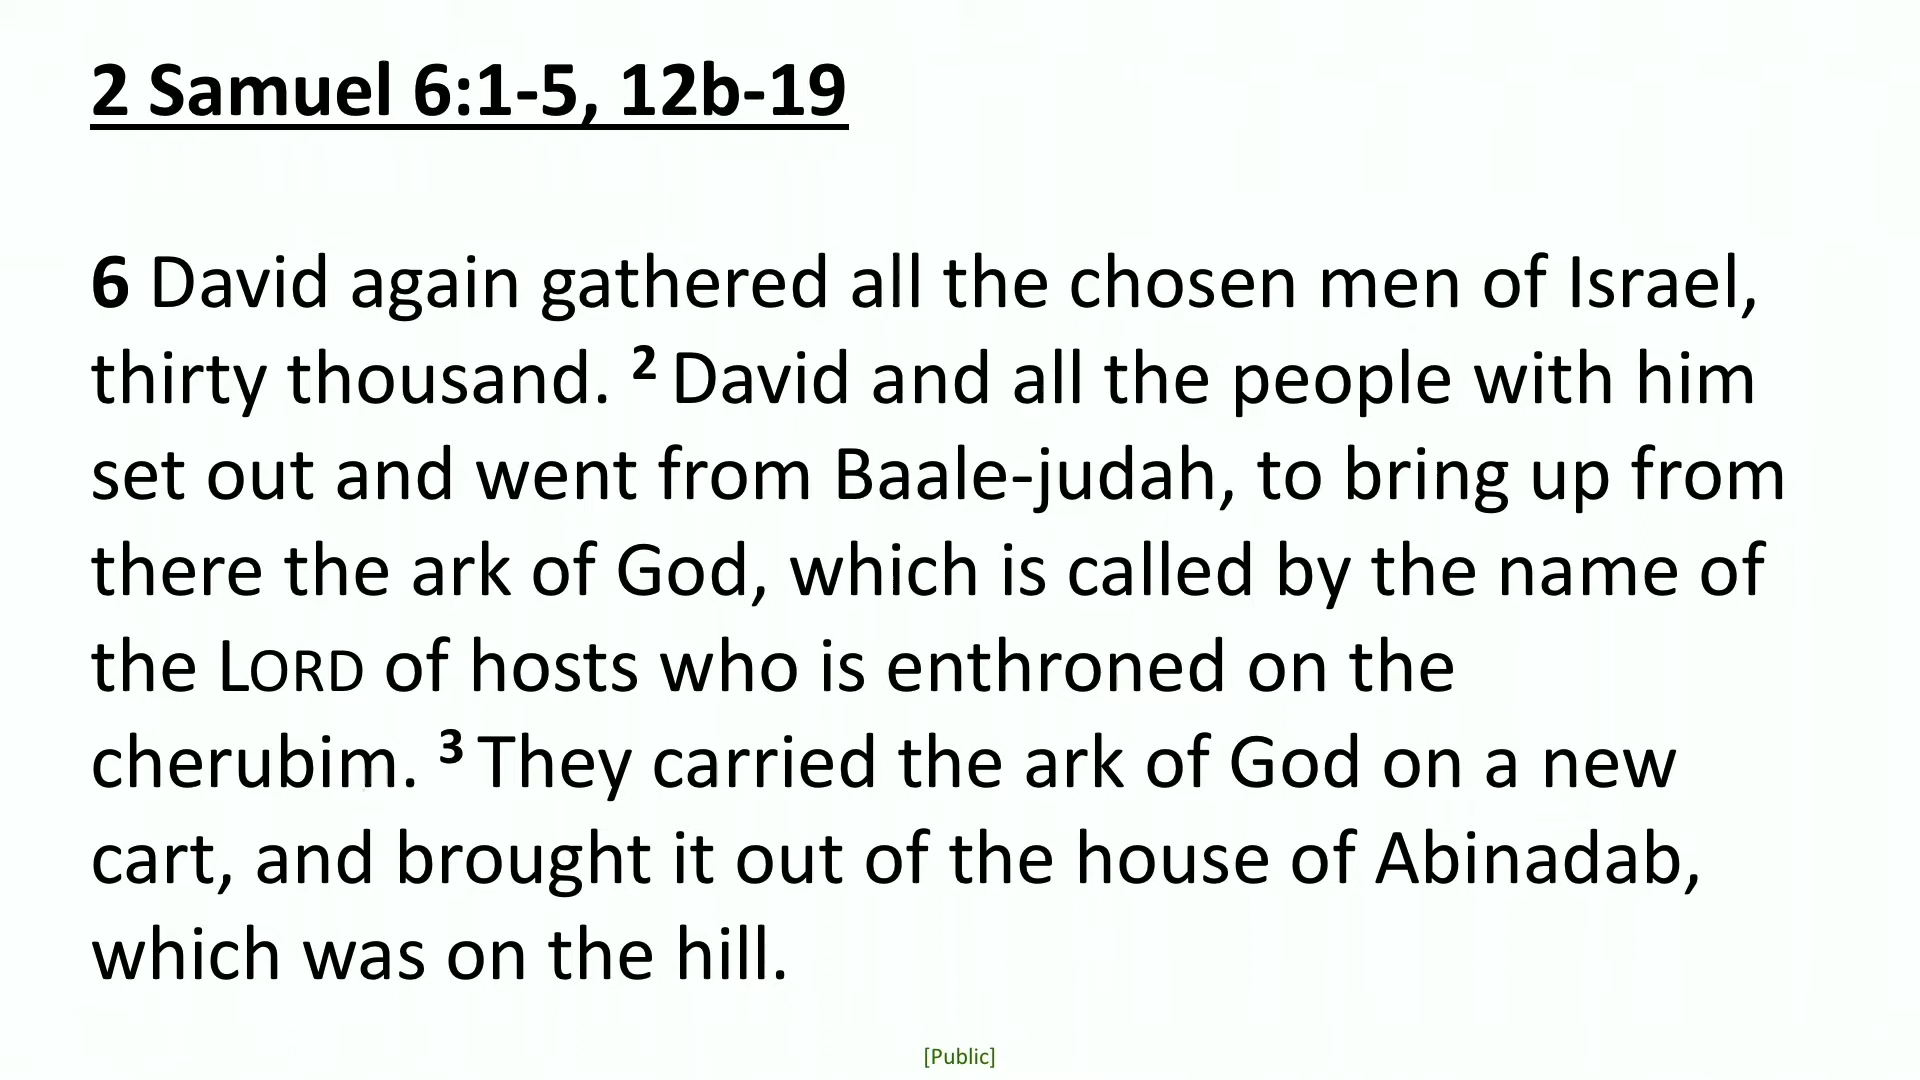 2 Samuel 6:1-5, 12b-19
6 David again gathered all the chosen men of Israel,
thirty thousand. 2 David and all the people with him
set out and went from Baale-judah, to bring up from
there the ark of God, which is called by the name of
the LORD of hosts who is enthroned on the
cherubim. 3 They carried the ark of God on a new
cart, and brought it out of the house of Abinadab,
which was on the hill.
[Public]